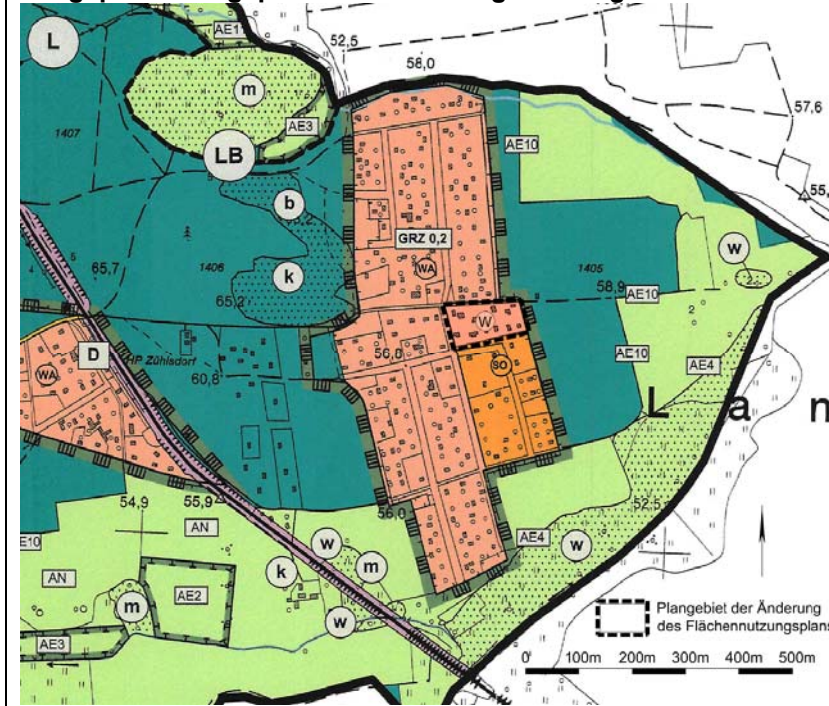 L
AE1
52,5
58,0
57,6
m
AE3
1407
LB
AE10
b
GRZ 0,2
w
k
1406
65,7
65,2
WA
1405
58,9
AE10
W
2
D
HP Zühlsdorf
56,0
AE10
AE4
WA
60,8
SO
L a n
54,9
55,9
AN
56,0
52,5
AE4
w
w
AN
k
m
AE2
m
w
AE3
Plangebiet der Änderung
des Flächennutzungsplans
0 100m 200m 300m 400m 500m